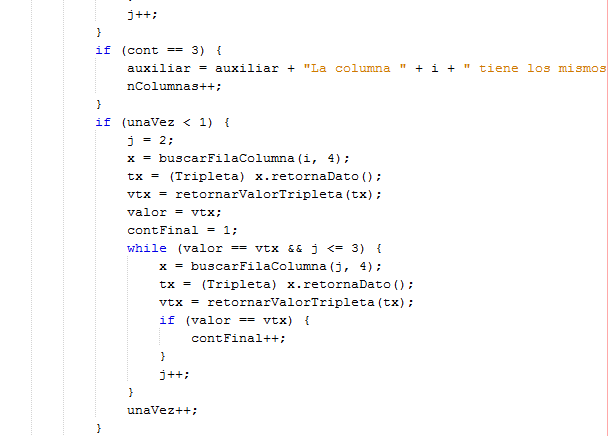 j++;
}
if (cont == 3) {
auxiliar = auxiliar + "La columna " + i + " tiene los mismos
nColumnas++;
}
if (unaVez < 1) {
j = 2;
x = buscarFilaColumna(i, 4);
tx = (Tripleta) x.retornaDato();
vtx = retornarValorTripleta(tx);
valor = vtx;
contFinal = 1;
while (valor == vtx && j <= 3) {
x = buscarFilaColumna(j, 4);
tx = (Tripleta) x.retornaDato();
vtx = retornarValorTripleta(tx);
if (valor == vtx) {
contFinal++;
}
j++;
}
unaVez++;
}